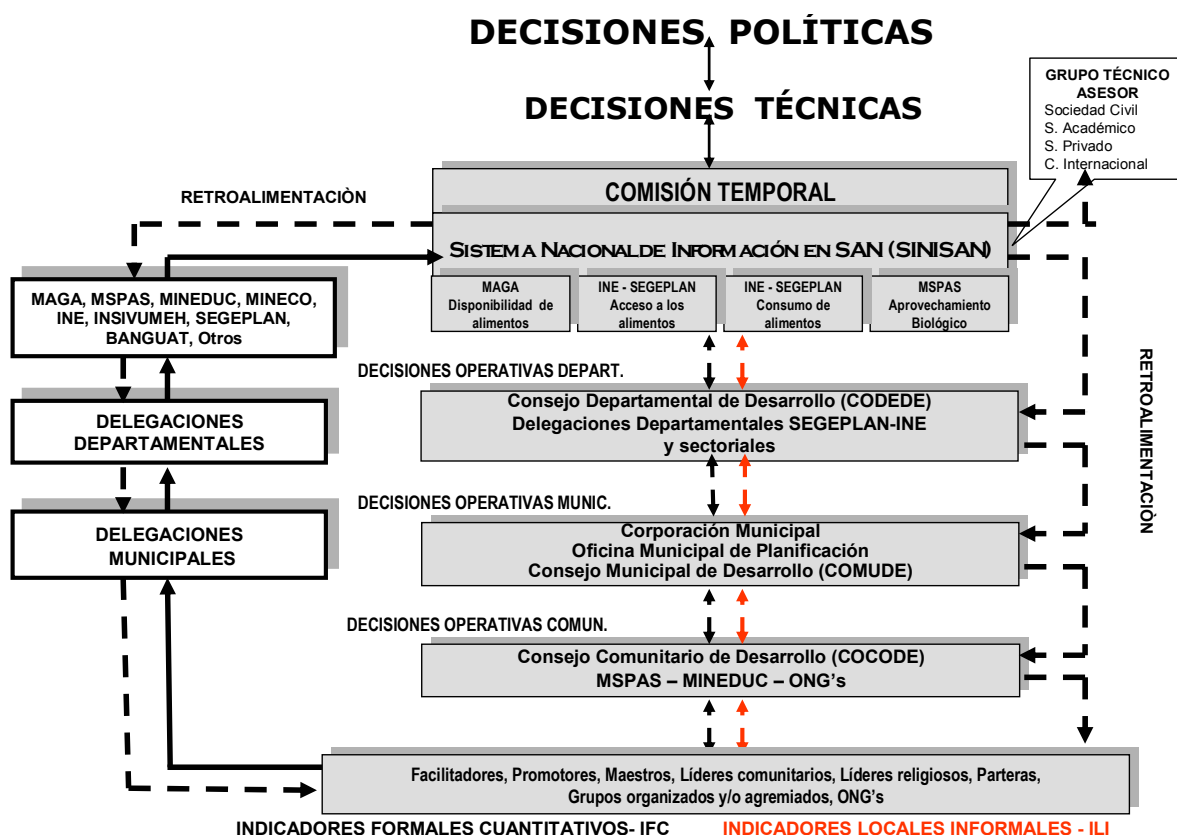 DECISIONES POLÍTICAS
DECISIONES TÉCNICAS
GRUPO TÉCNICO
ASESOR
Sociedad Civil
S. Académico
S. Privado
C. Internacional
RETROALIMENTACIÒN
COMISIÓN TEMPORAL
SISTEMA NACIONAL DE INFORMACIÓN EN SAN (SINISAN)
MAGA
Disponibilidad de
alimentos
INE - SEGEPLAN
Acceso a los
alimentos
INE - SEGEPLAN
Consumo de
alimentos
MSPAS
Aprovechamiento
Biológico
MAGA, MSPAS, MINEDUC, MINECO,
INE, INSIVUMEH, SEGEPLAN,
BANGUAT, Otros
DECISIONES OPERATIVAS DEPART.
Consejo Departamental de Desarrollo (CODEDE)
Delegaciones Departamentales SEGEPLAN-INE
y sectoriales
DELEGACIONES
DEPARTAMENTALES
RETROALIMENTACIÒN
DECISIONES OPERATIVAS MUNIC.
Corporación Municipal
Oficina Municipal de Planificación
Consejo Municipal de Desarrollo (COMUDE)
DELEGACIONES
MUNICIPALES
DECISIONES OPERATIVAS COMUN.
Consejo Comunitario de Desarrollo (COCODE)
MSPAS – MINEDUC – ONG's
Facilitadores, Promotores, Maestros, Líderes comunitarios, Líderes religiosos, Parteras,
Grupos organizados y/o agremiados, ONG's
INDICADORES FORMALES CUANTITATIVOS- IFC
INDICADORES LOCALES INFORMALES - ILI